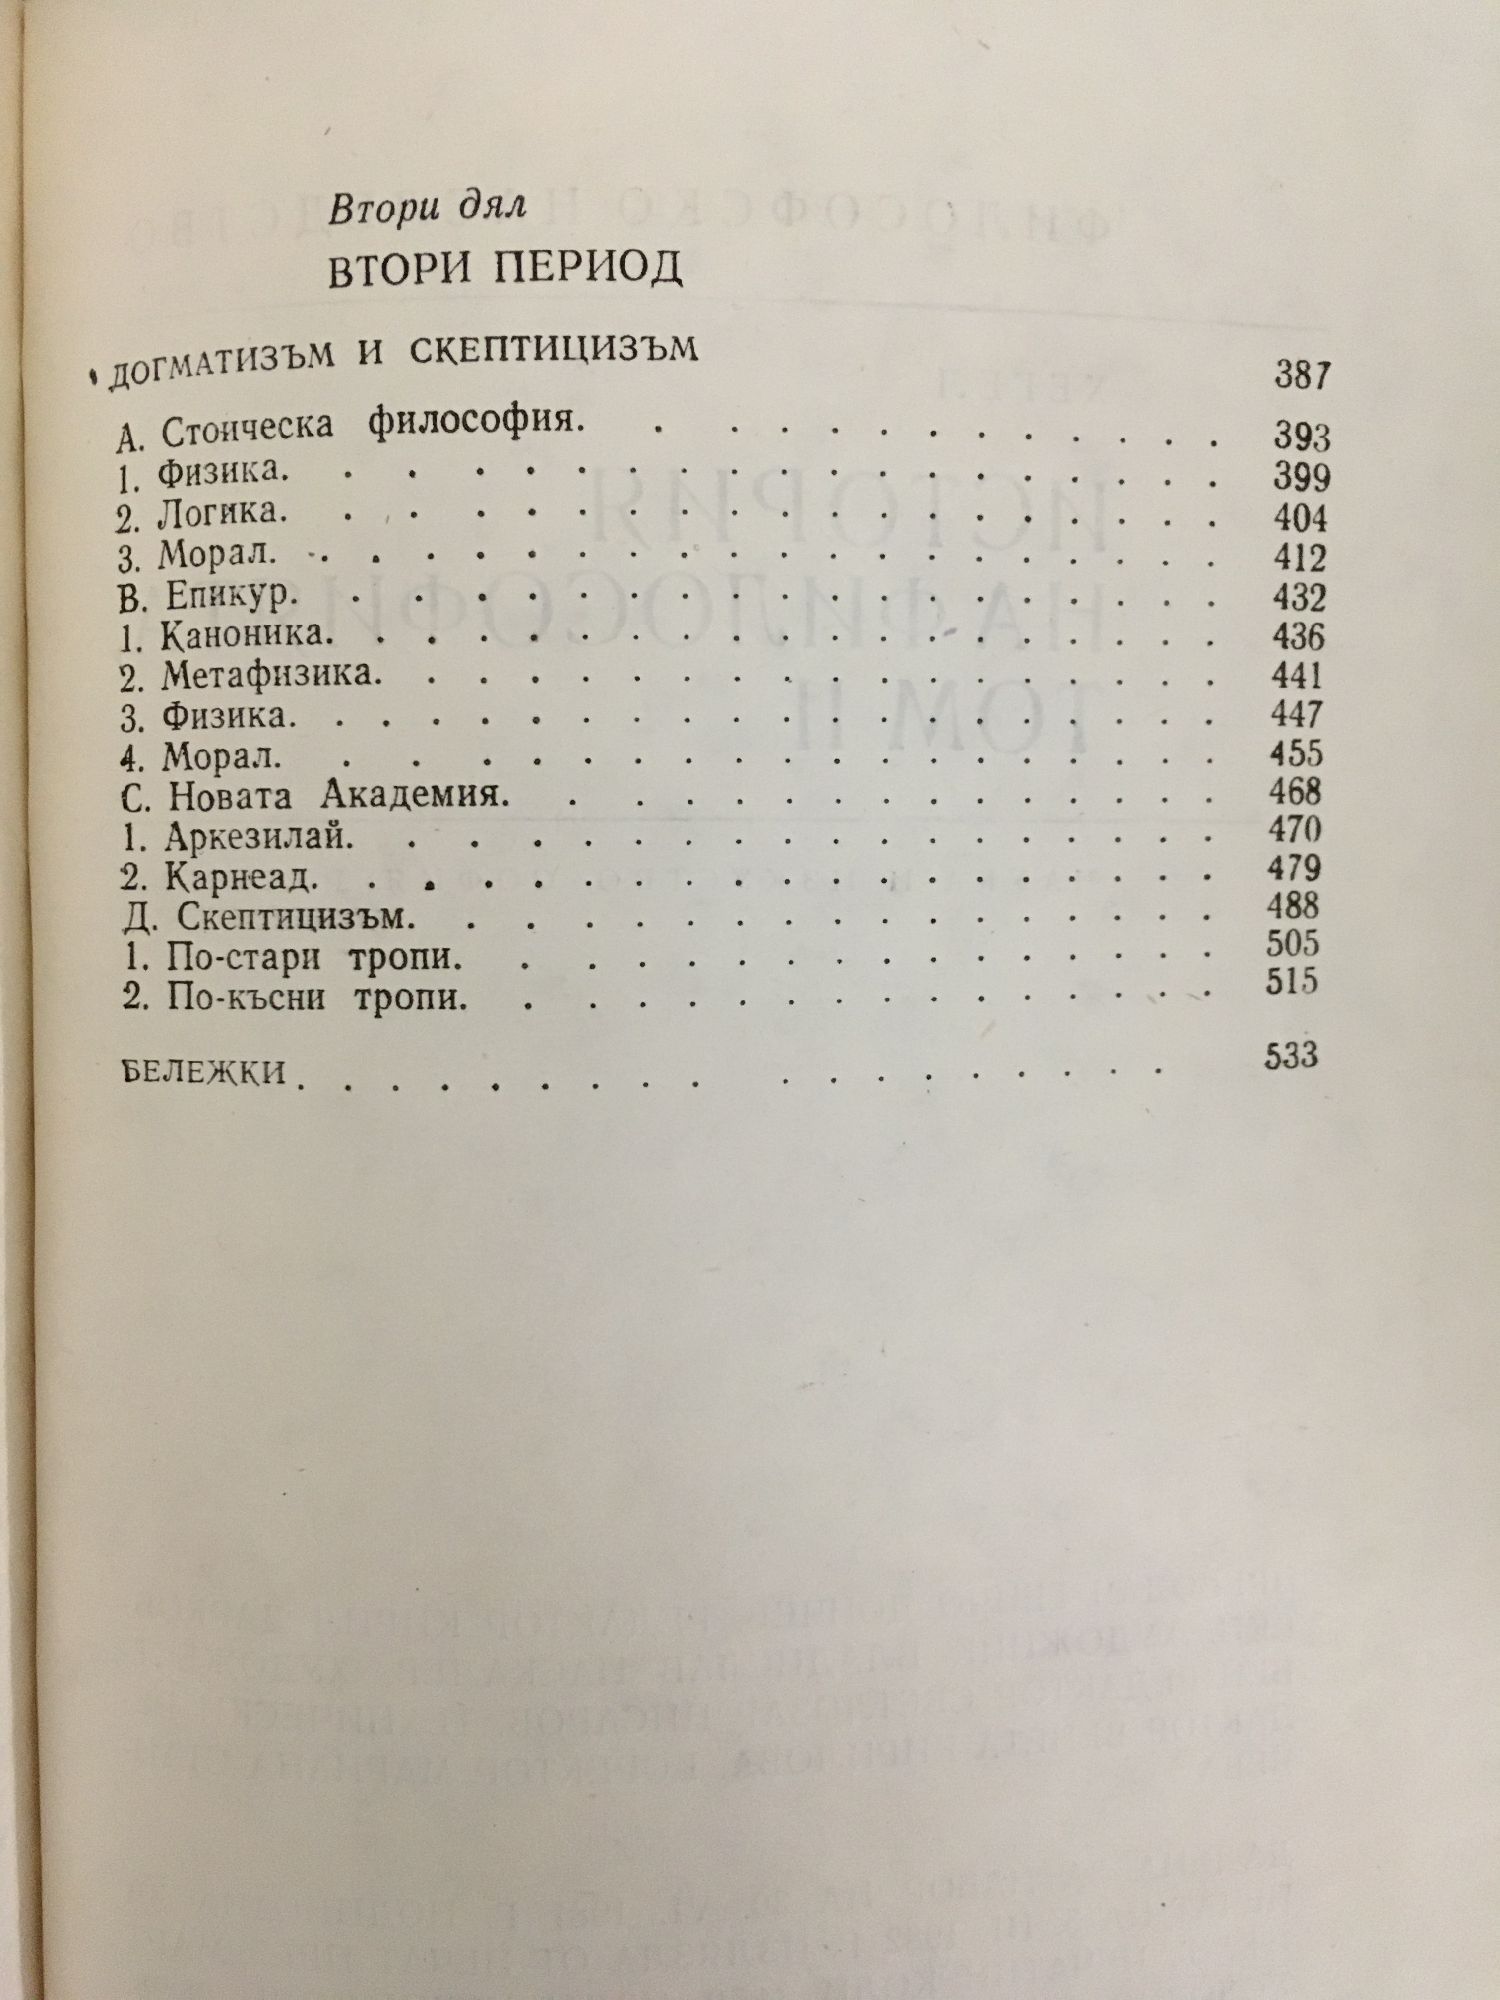 Втори дял
ВТОРИ ПЕРИОД
ДОГМАТИЗЪМ И СКЕПТИЦИЗЪМ 387
А. Стоическа философия. . . . . . . . . . . . 393
1. Физика. . . . . . . . . . . . . . . . . . 399
2. Логика. . . . . . . . . . . . . . . . . . 404
3. Морал. . . . . . . . . . . . . . . . . . . 412
В. Епикур. . . . . . . . . . . . . . . . . . 432
1. Каноника. . . . . . . . . . . . . . . . . . 436
2. Метафизика. . . . . . . . . . . . . . . . . 441
3. Физика. . . . . . . . . . . . . . . . . . . 447
4. Морал. . . . . . . . . . . . . . . . . . 455
С. Новата Академия. . . . . . . . . . . . . . 468
1. Аркезилай. . . . . . . . . . . . . . . . . 470
2. Карнеад. . . . . . . . . . . . . . . . . . 479
Д. Скептицизъм. . . . . . . . . . . . . . . . 488
1. По-стари тропи. . . . . . . . . . . . . . . 505
2. По-късни тропи. . . . . . . . . . . . . . . 515
БЕЛЕЖКИ . . . . . . . . . . . . . . . . . . 533